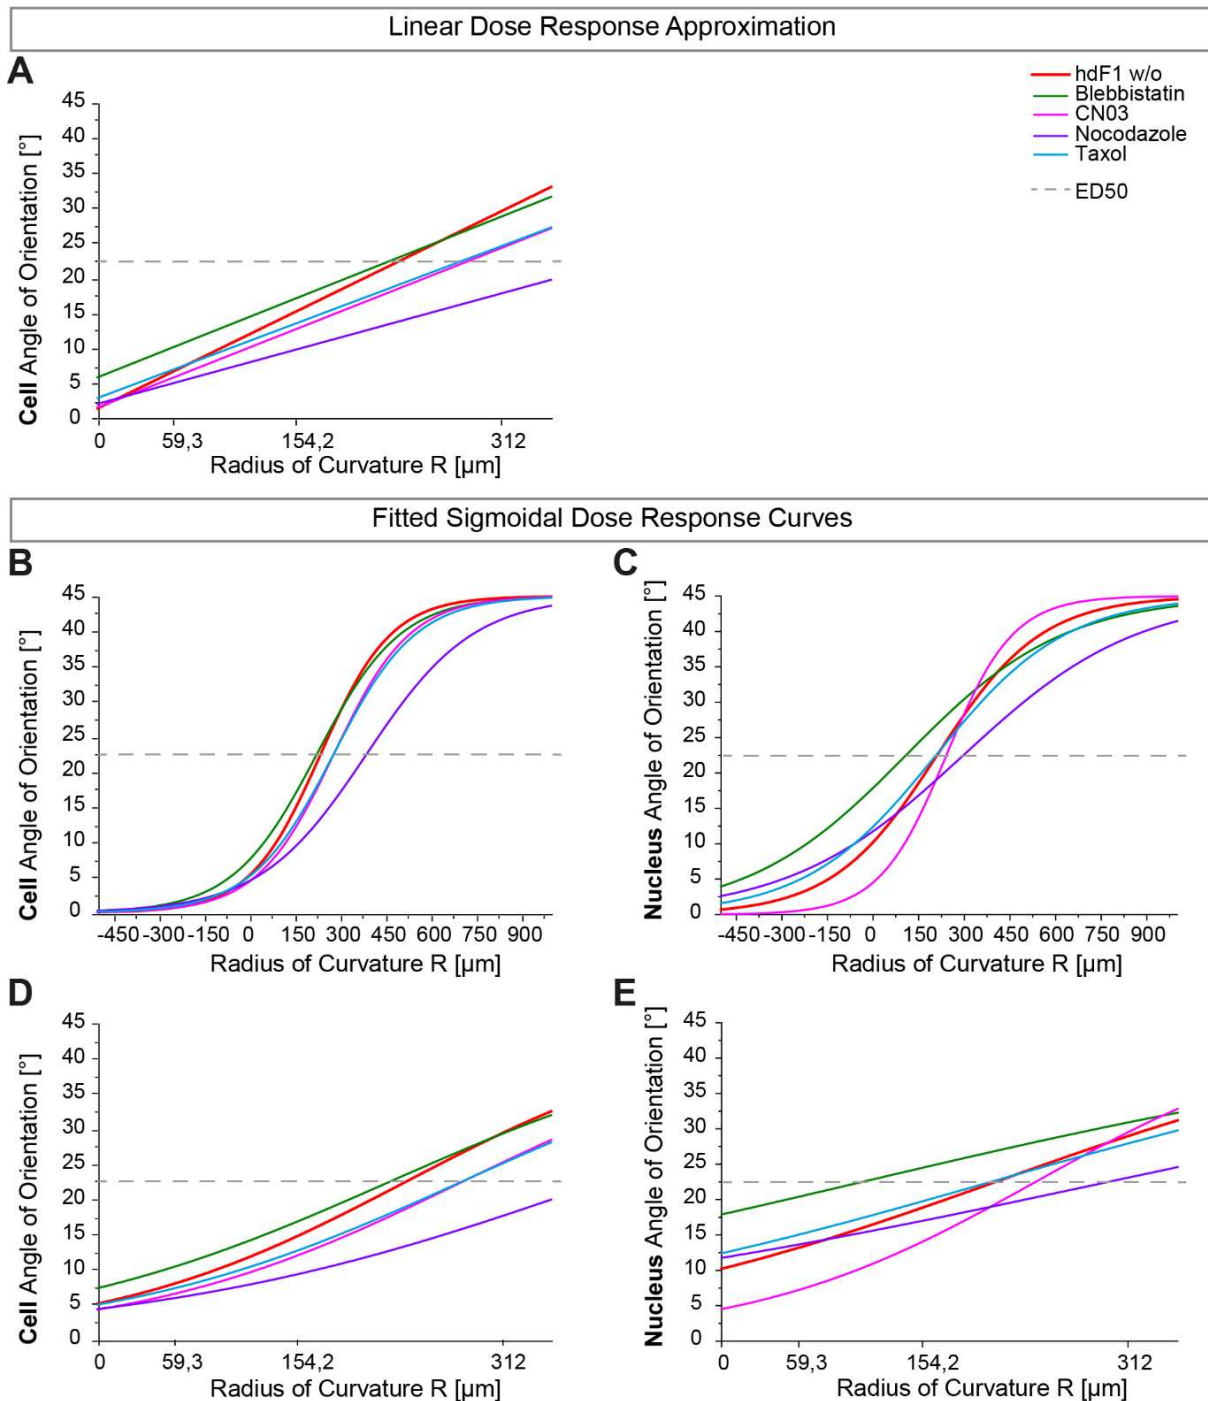 Linear Dose Response Approximation
A
hdF1 w/o
Blebbistatin
CN03
Nocodazole
Taxol
ED50
Cell Angle of Orientation [°]
45
40
35
30
25
20
15
10
5
0
0 59,3 154,2 312
Radius of Curvature R [µm]
Fitted Sigmoidal Dose Response Curves
B
Cell Angle of Orientation [°]
45
40
35
30
25
20
15
10
5
0
-450 -300 -150 0 150 300 450 600 750 900
Radius of Curvature R [µm]
C
Nucleus Angle of Orientation [°]
45
40
35
30
25
20
15
10
5
0
-450 -300 -150 0 150 300 450 600 750 900
Radius of Curvature R [µm]
D
Cell Angle of Orientation [°]
45
40
35
30
25
20
15
10
5
0
0 59,3 154,2 312
Radius of Curvature R [µm]
E
Nucleus Angle of Orientation [°]
45
40
35
30
25
20
15
10
5
0
0 59,3 154,2 312
Radius of Curvature R [µm]